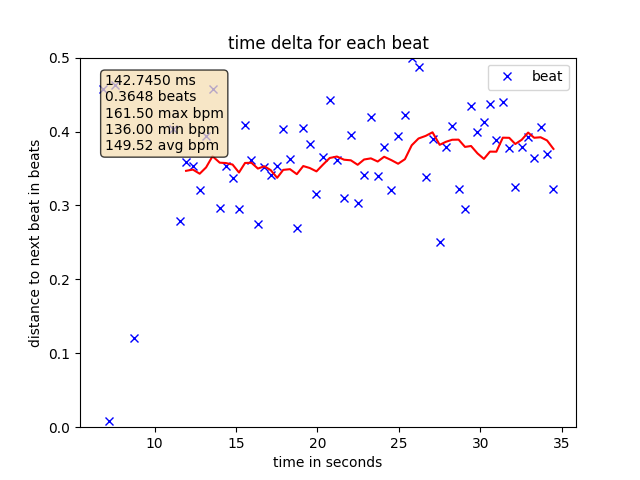 time delta for each beat
142.7450 ms
0.3648 beats
161.50 max bpm
136.00 min bpm
149.52 avg bpm
beat
distance to next beat in beats
0.5
0.4
0.3
0.2
0.1
0.0
10 15 20 25 30 35
time in seconds